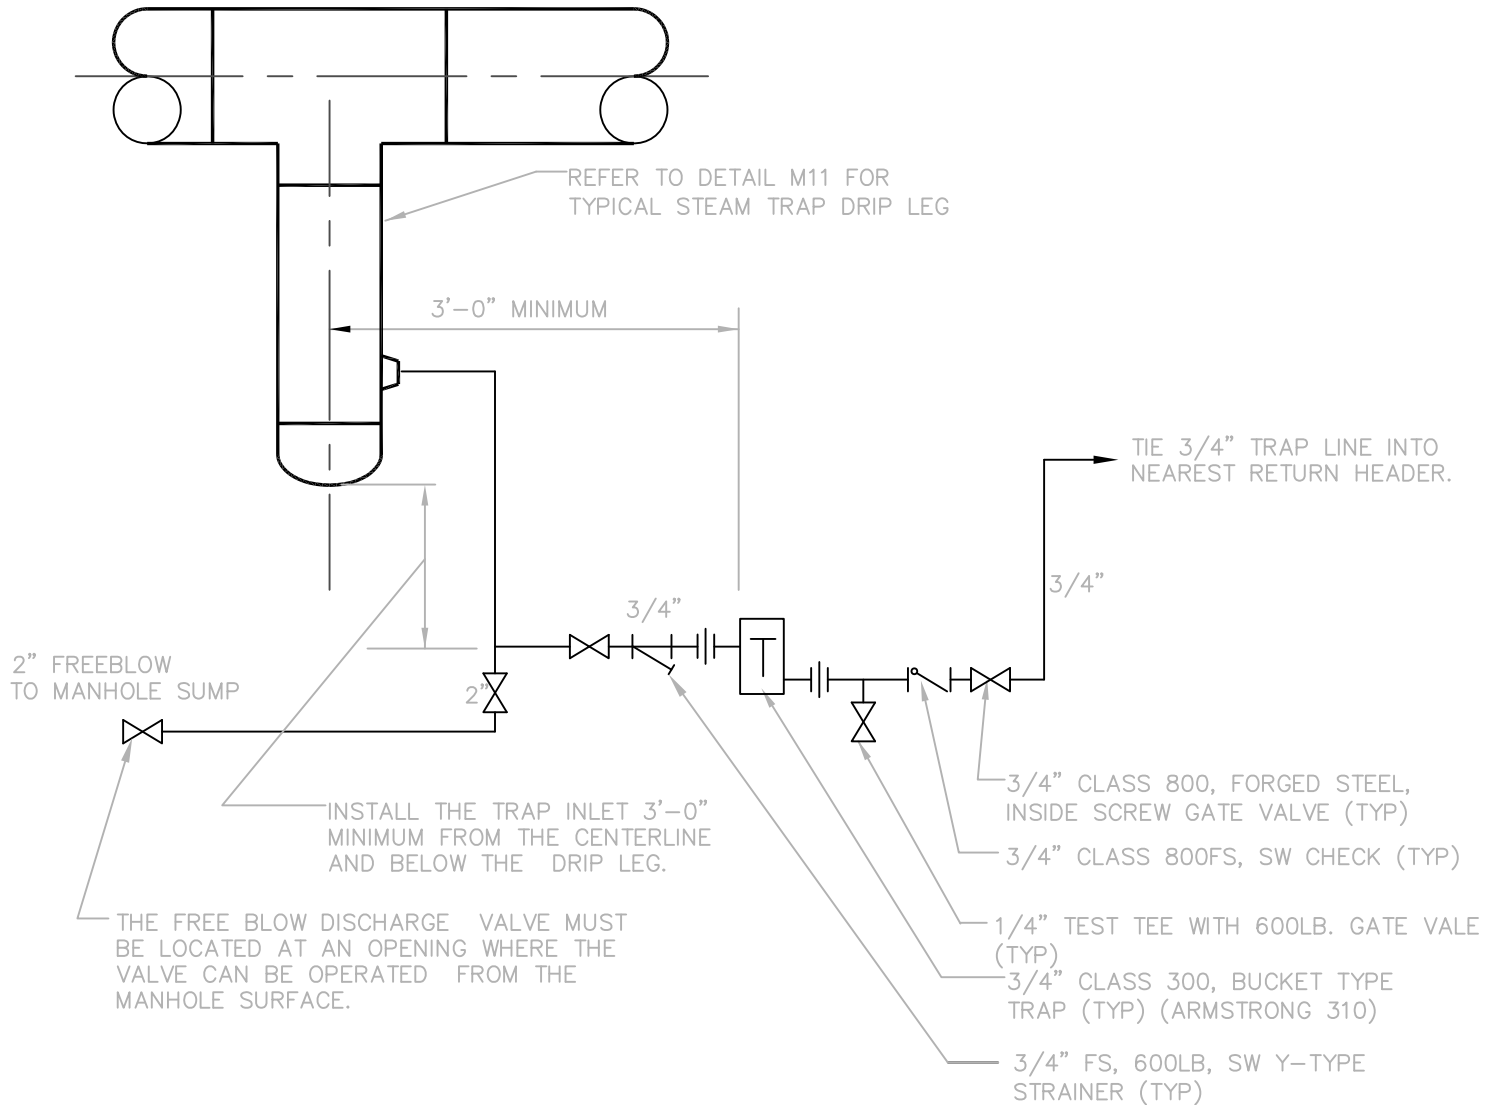 REFER TO DETAIL M11 FOR
TYPICAL STEAM TRAP DRIP LEG
3'-0" MINIMUM
TIE 3/4" TRAP LINE INTO
NEAREST RETURN HEADER.
3/4"
3/4"
T
2" FREEBLOW
TO MANHOLE SUMP
2"
INSTALL THE TRAP INLET 3'-0"
MINIMUM FROM THE CENTERLINE
AND BELOW THE DRIP LEG.
THE FREE BLOW DISCHARGE VALVE MUST
BE LOCATED AT AN OPENING WHERE THE
VALVE CAN BE OPERATED FROM THE
MANHOLE SURFACE.
3/4" CLASS 800, FORGED STEEL,
INSIDE SCREW GATE VALVE (TYP)
3/4" CLASS 800FS, SW CHECK (TYP)
1/4" TEST TEE WITH 600LB. GATE VALE
(TYP)
3/4" CLASS 300, BUCKET TYPE
TRAP (TYP) (ARMSTRONG 310)
3/4" FS, 600LB, SW Y-TYPE
STRAINER (TYP)